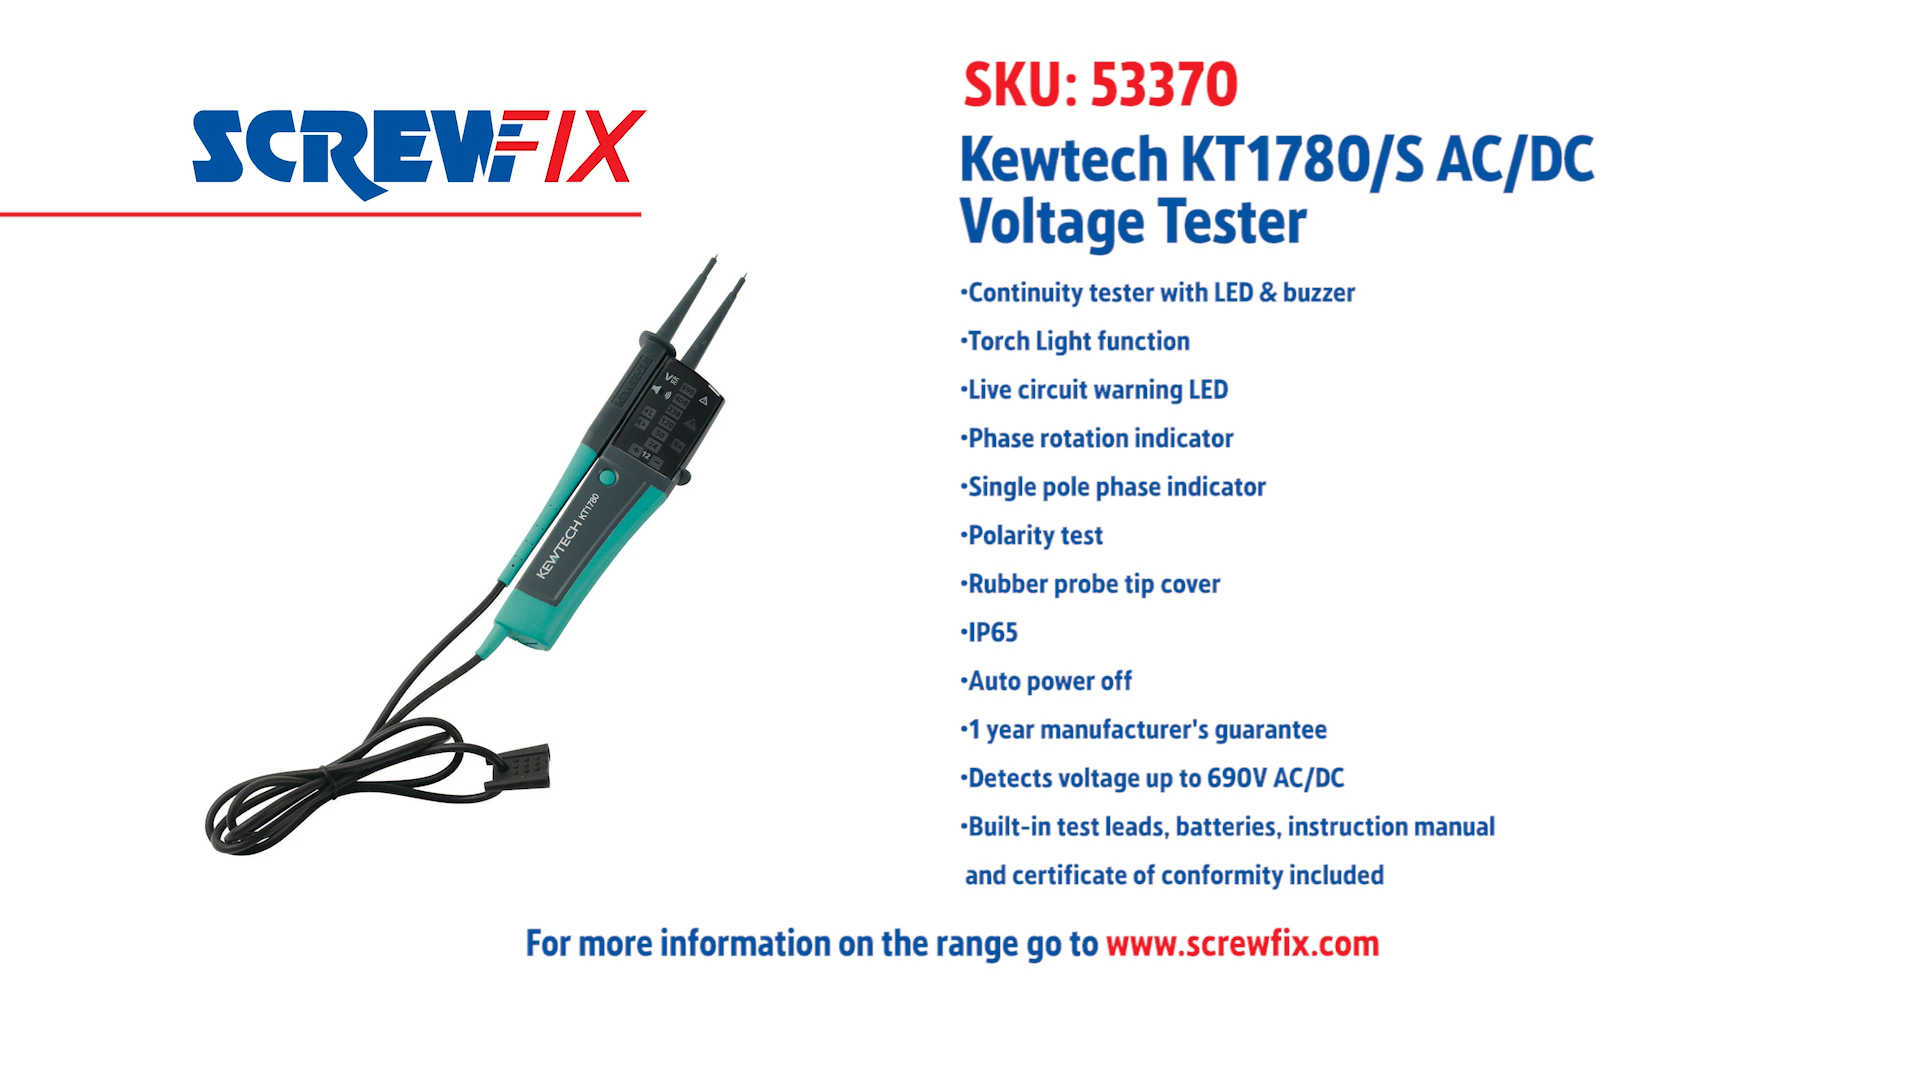 SCREWFIX
SKU: 53370
Kewtech KT1780/S AC/DC
Voltage Tester
•Continuity tester with LED & buzzer
•Torch Light function
•Live circuit warning LED
•Phase rotation indicator
•Single pole phase indicator
•Polarity test
•Rubber probe tip cover
•IP65
•Auto power off
•1 year manufacturer's guarantee
•Detects voltage up to 690V AC/DC
•Built-in test leads, batteries, instruction manual
and certificate of conformity included
KEWTECH KT1780
For more information on the range go to www.screwfix.com